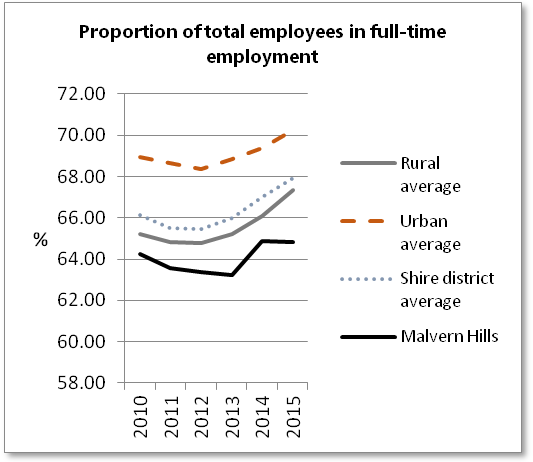 Proportion of total employees in full-time
employment
72.00
70.00
68.00
66.00
64.00
62.00
60.00
58.00
%
2010
2011
2012
2013
2014
2015
Rural
average
Urban
average
Shire district
average
Malvern Hills